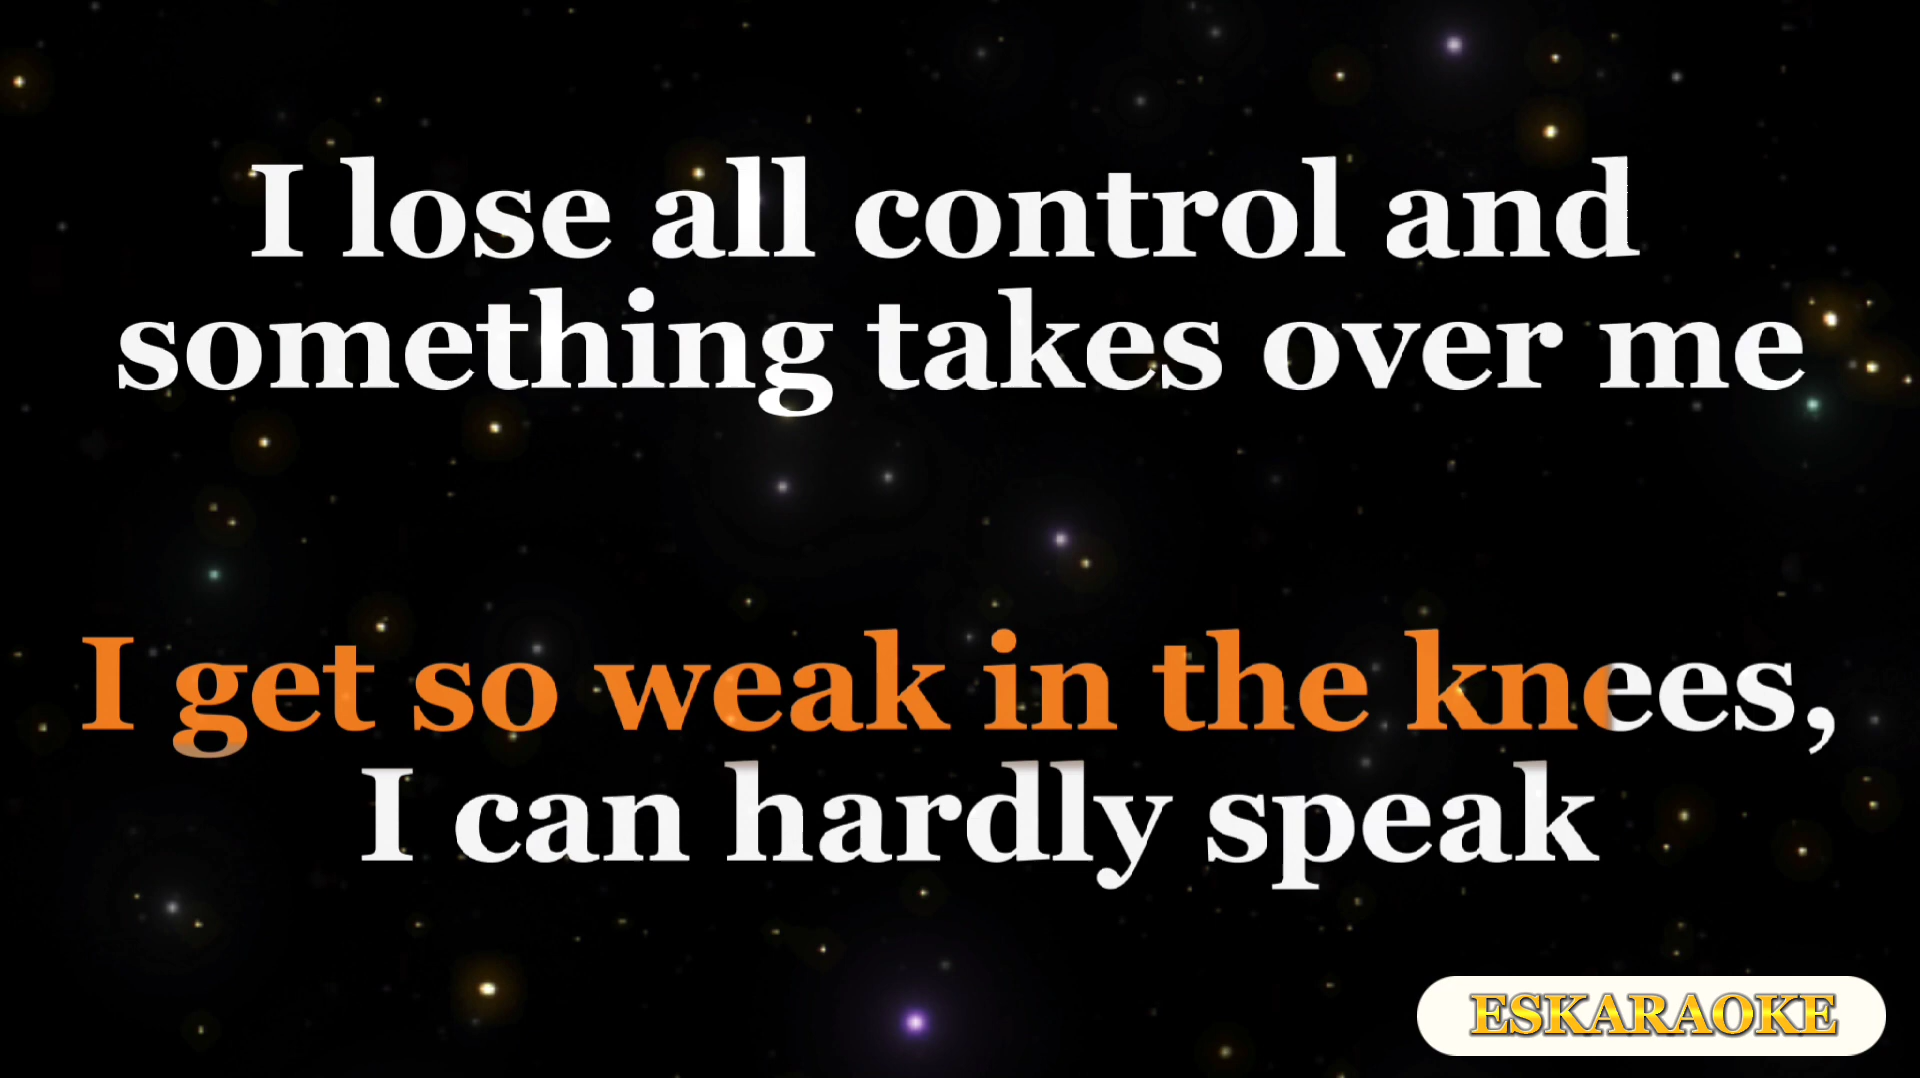 I lose all control and
something takes over me
I get so weak in the knees,
I can hardly speak
ESKARAOKE